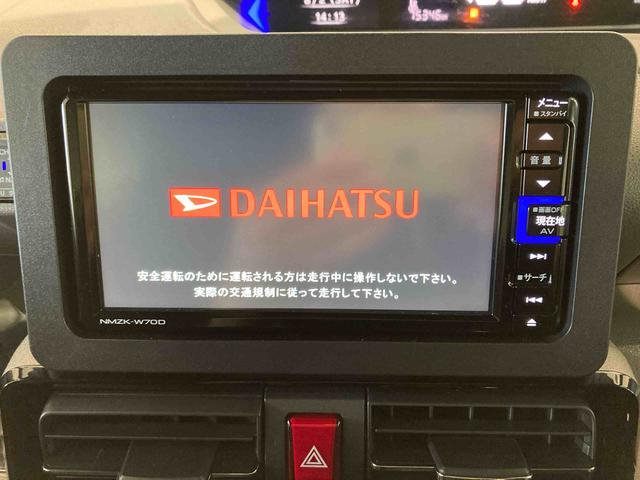 14:13
75346
DAIHATSU
安全運転のために運転される方は走行中に操作しないで下さい。
実際の交通規制に従って走行して下さい。
NMZK-W70D
メニュー
スタンバイ
音量
画面OFF
現在地
AV
サーチ